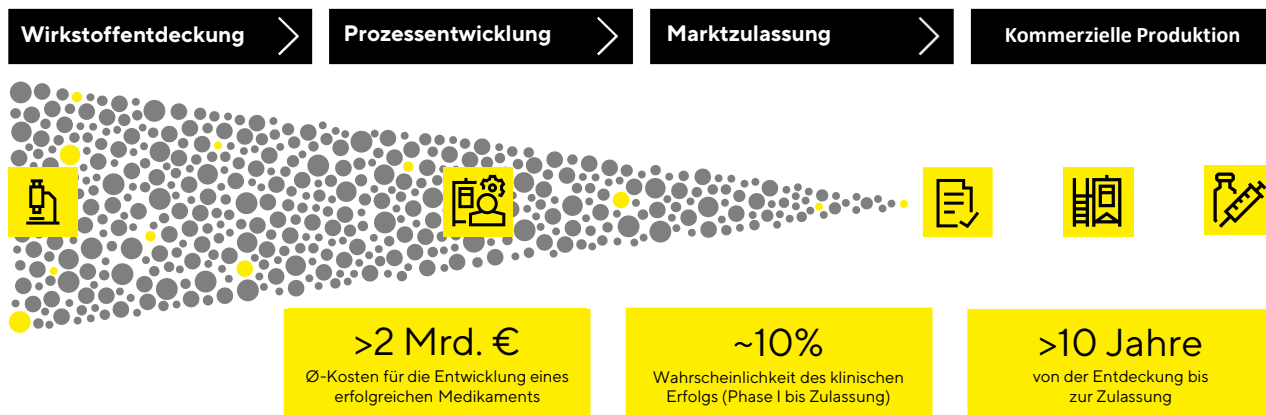 Wirkstoffentdeckung
Prozessentwicklung
Marktzulassung
Kommerzielle Produktion
>2 Mrd. €
Ø-Kosten für die Entwicklung eines
erfolgreichen Medikaments
~10%
Wahrscheinlichkeit des klinischen
Erfolgs (Phase I bis Zulassung)
>10 Jahre
von der Entdeckung bis
zur Zulassung